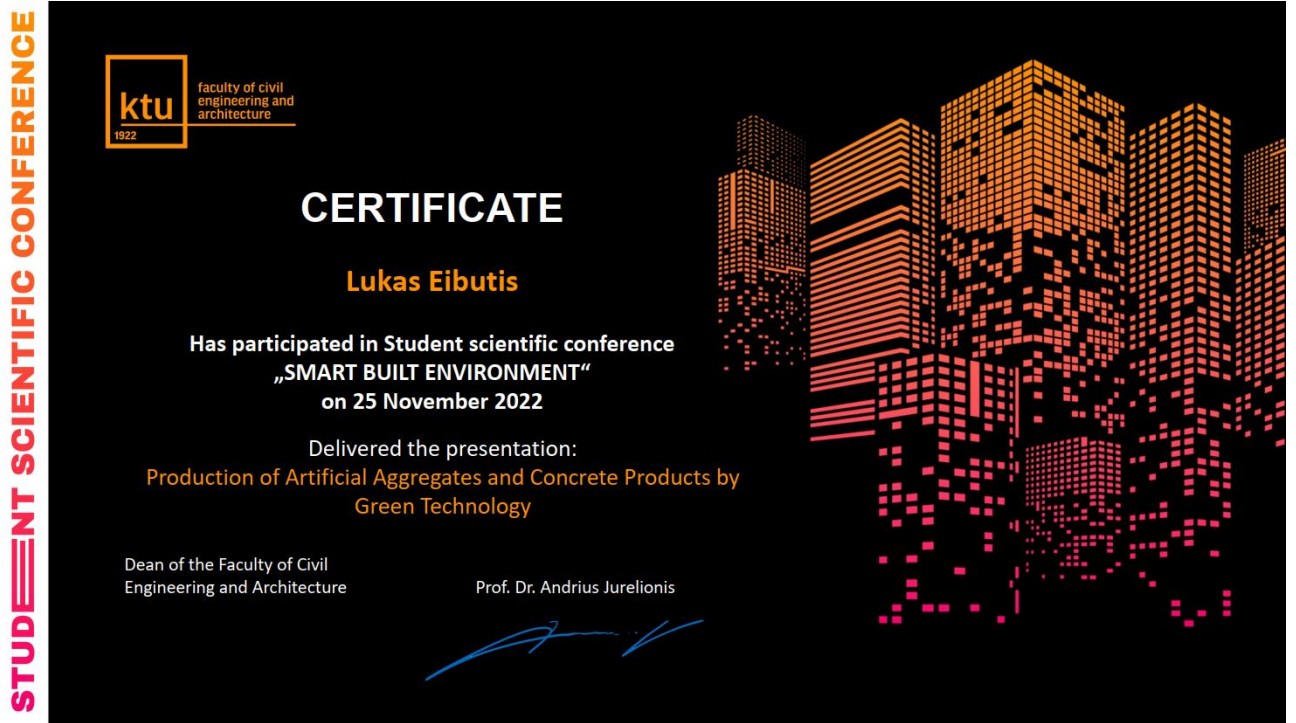 STUDENT SCIENTIFIC CONFERENCE
ktu
1922
faculty of civil
engineering and
architecture
CERTIFICATE
Lukas Eibutis
Has participated in Student scientific conference
„SMART BUILT ENVIRONMENT“
on 25 November 2022
Delivered the presentation:
Production of Artificial Aggregates and Concrete Products by
Green Technology
Dean of the Faculty of Civil
Engineering and Architecture
Prof. Dr. Andrius Jurelionis